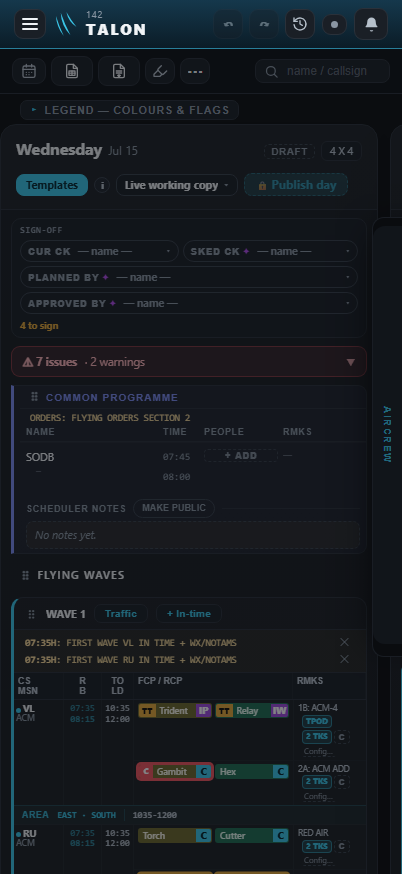 142
TALON
name / callsign
LEGEND — COLOURS & FLAGS
Wednesday Jul 15 DRAFT 4X4
Templates i Live working copy Publish day
SIGN-OFF
CUR CK — name — SKED CK — name —
PLANNED BY — name —
APPROVED BY — name —
4 to sign
7 issues · 2 warnings
COMMON PROGRAMME
ORDERS: FLYING ORDERS SECTION 2
NAME TIME PEOPLE RMKS
SODB 07:45 + ADD —
— 08:00
SCHEDULER NOTES MAKE PUBLIC
No notes yet.
FLYING WAVES
WAVE 1 Traffic + In-time
07:35H: FIRST WAVE VL IN TIME + WX/NOTAMS
07:35H: FIRST WAVE RU IN TIME + WX/NOTAMS
CS R TO FCP / RCP RMKS
MSN B LD
VL 07:35 10:35 TT Trident IP TT Relay IW 1B: ACM-4
ACM 08:15 12:00 TPOD
2 TKS C
Config...
C Gambit C Hex C 2A: ACM ADD
2 TKS C
Config...
AREA EAST · SOUTH 1035-1200
RU 07:35 10:35 Torch C Cutter C RED AIR
ACM 08:15 12:00 2 TKS C
Config...
AIRCREW